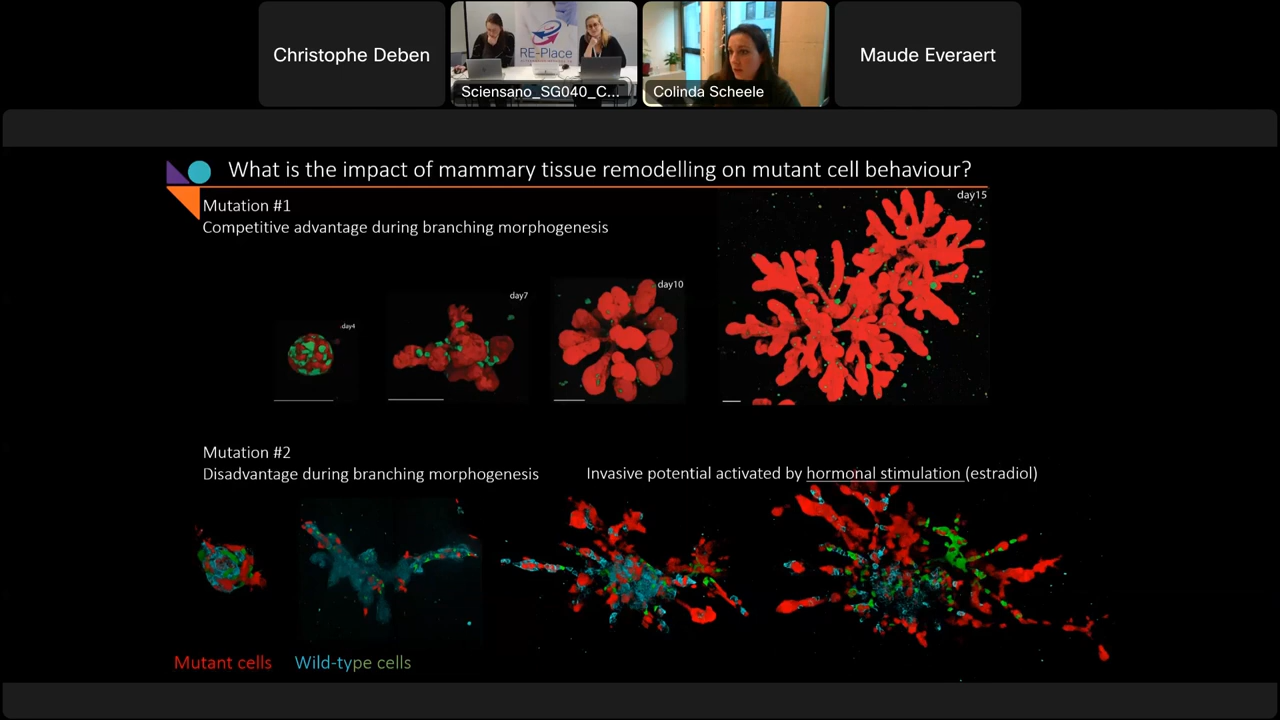 Christophe Deben
RE-Place
Sciensano_SG040_C...
Colinda Scheele
Maude Everaert
What is the impact of mammary tissue remodelling on mutant cell behaviour?
Mutation #1
Competitive advantage during branching morphogenesis
day4
day7
day10
day15
Mutation #2
Disadvantage during branching morphogenesis
Invasive potential activated by hormonal stimulation (estradiol)
Mutant cells
Wild-type cells